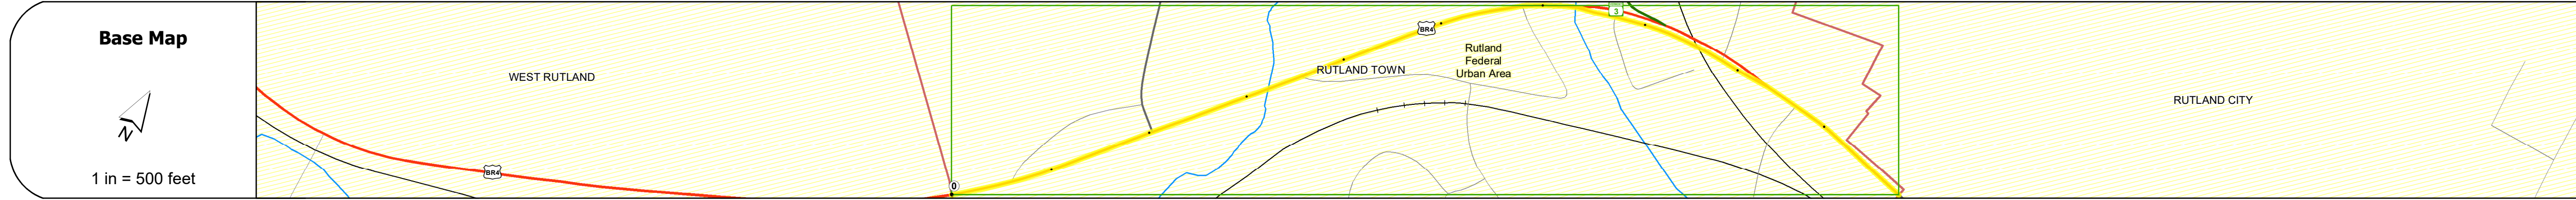 Base Map
N
1 in = 500 feet
WEST RUTLAND
BR4
0
BR4
RUTLAND TOWN
Rutland
Federal
Urban Area
3
RUTLAND CITY